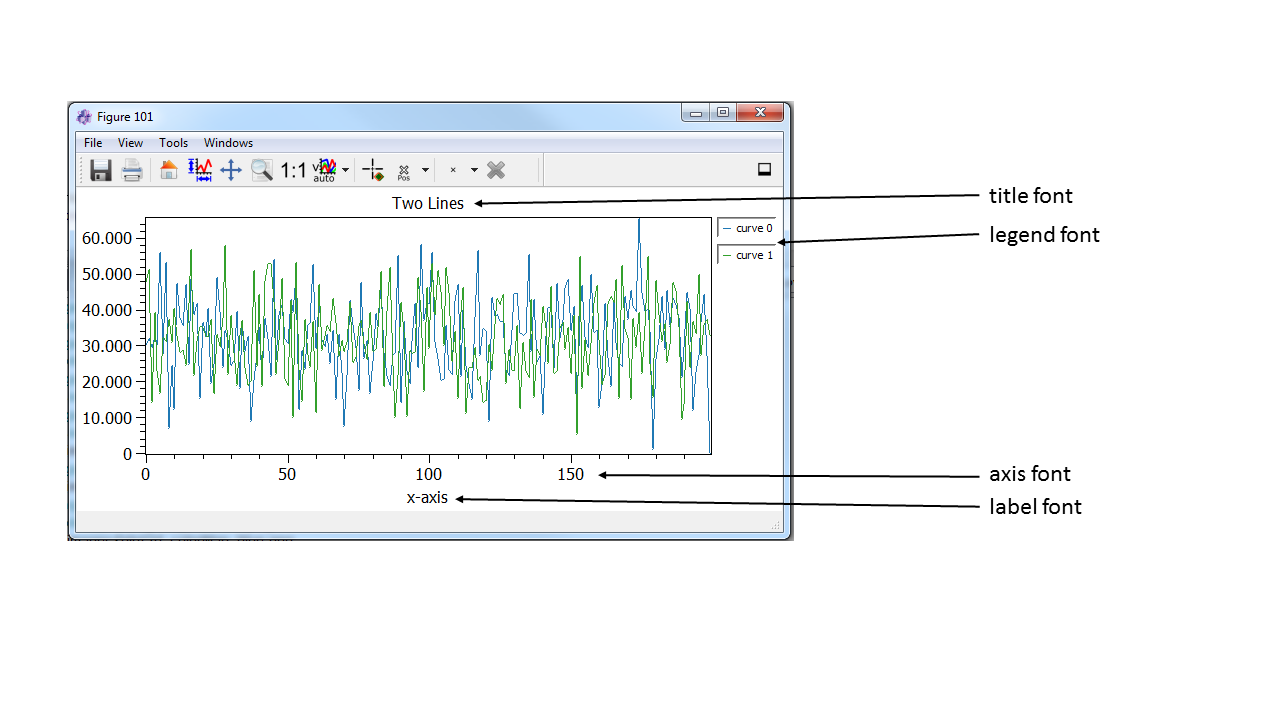 Figure 101
File View Tools Windows
1:1 auto Pos
Two Lines
title font
legend font
curve 0
curve 1
60.000
50.000
40.000
30.000
20.000
10.000
0
0 50 100 150
axis font
x-axis
label font